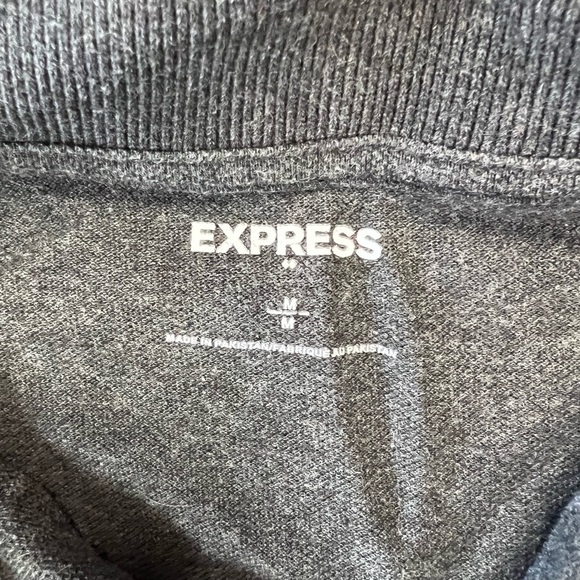 EXPRESS
M
M
MADE IN PAKISTAN/FABRIQUÉ AU PAKISTAN